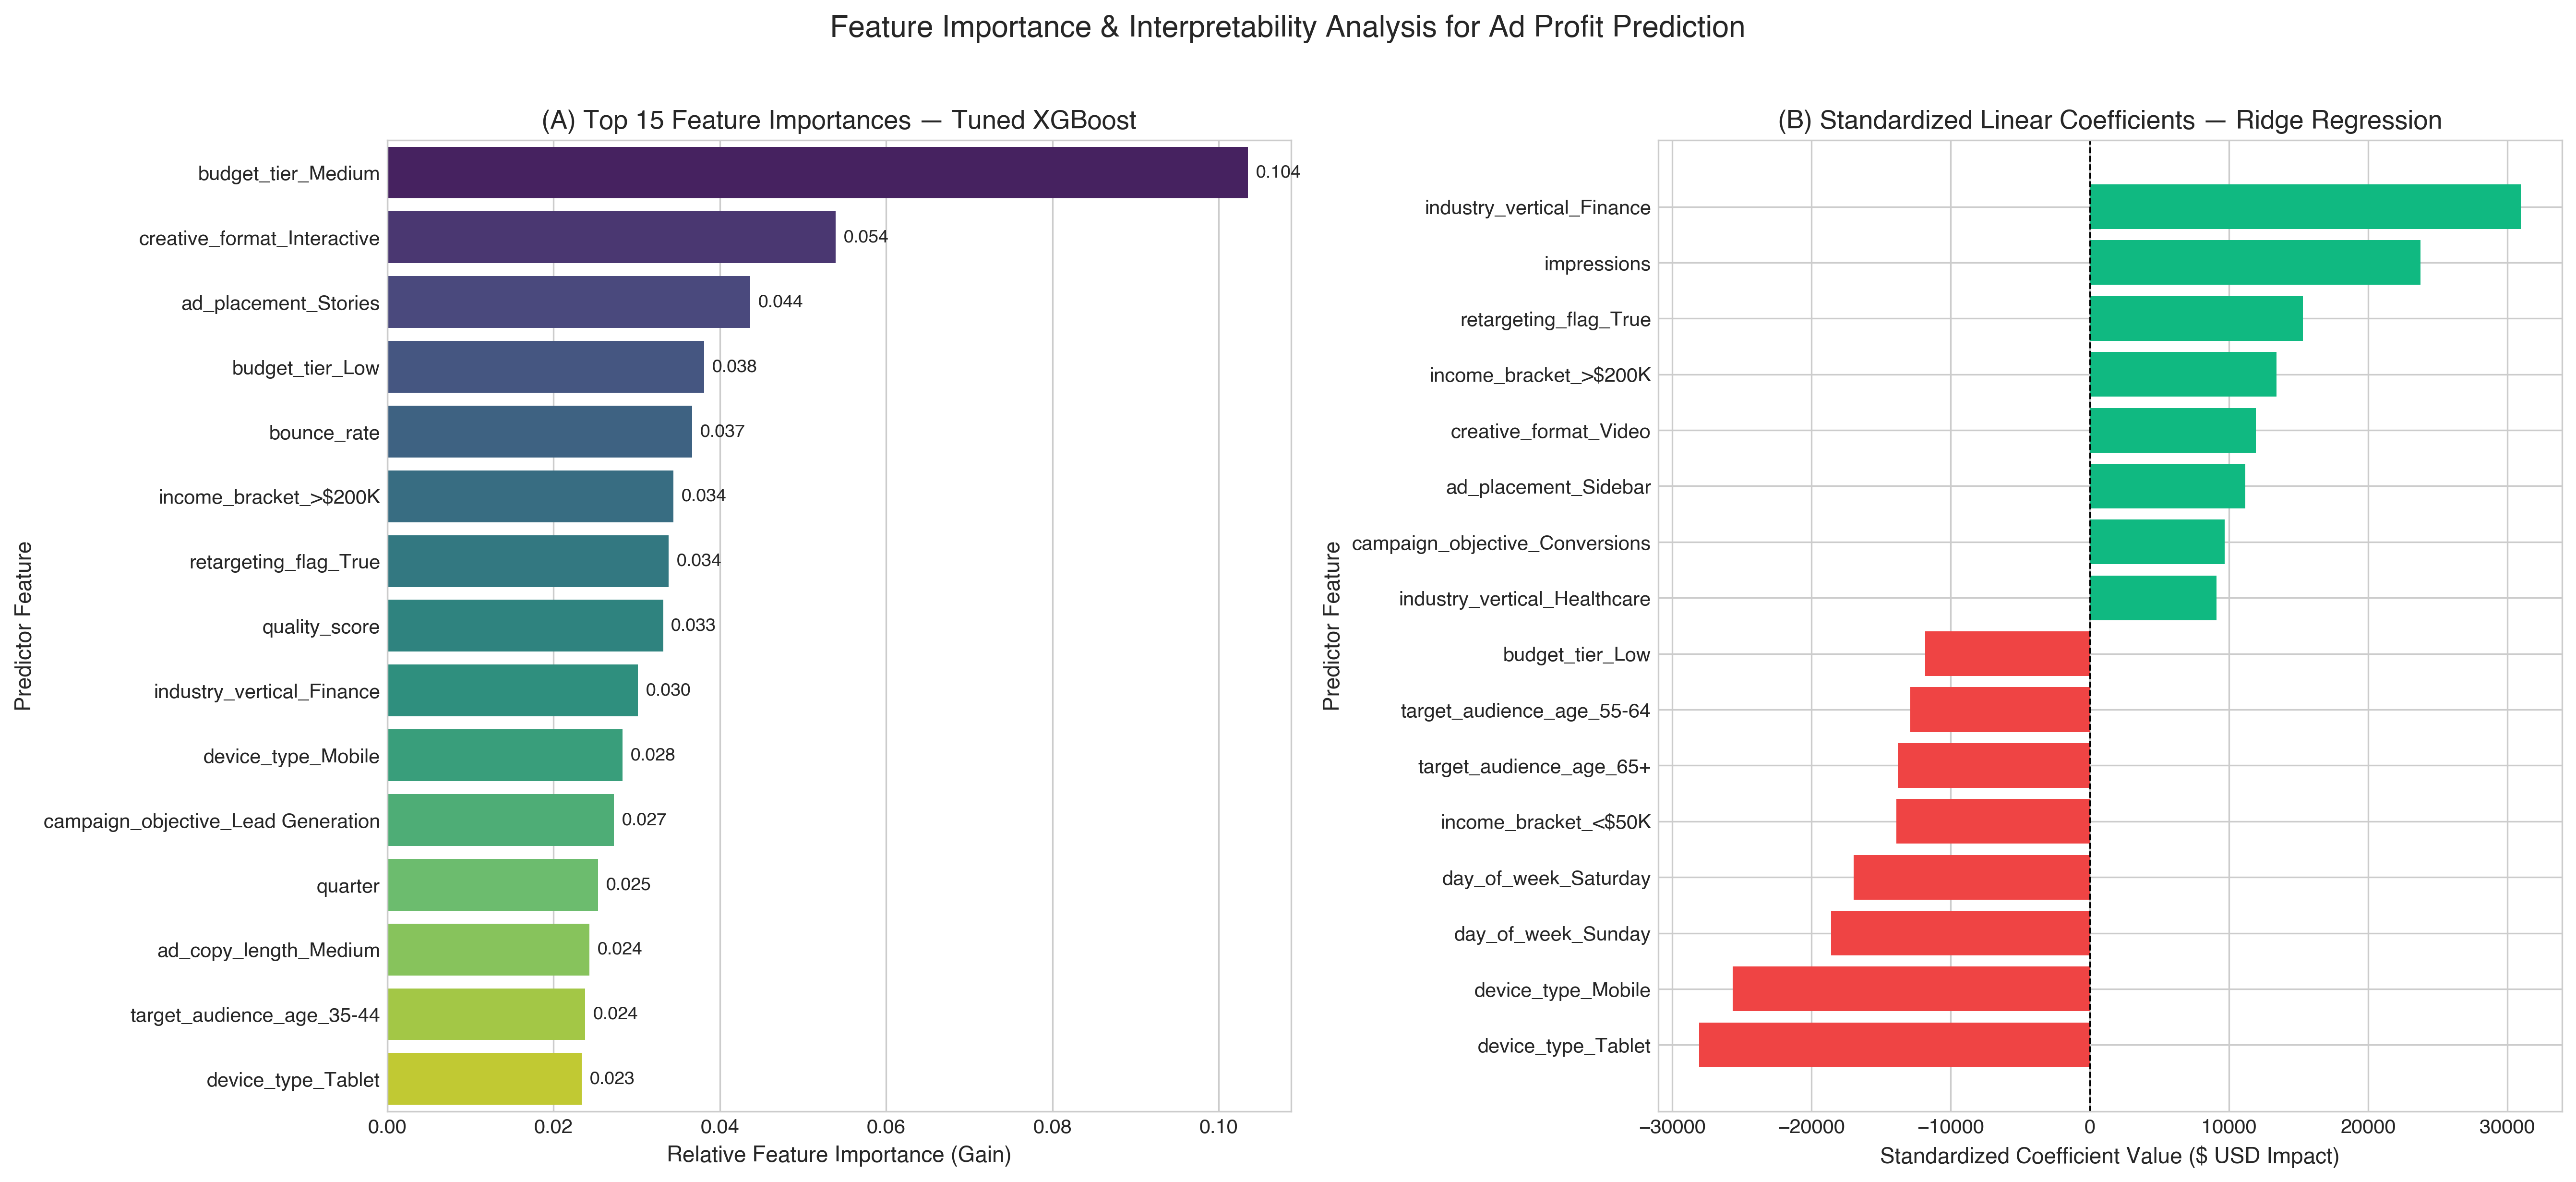 Feature Importance & Interpretability Analysis for Ad Profit Prediction
(A) Top 15 Feature Importances — Tuned XGBoost
Predictor Feature
budget_tier_Medium
0.104
creative_format_Interactive
0.054
ad_placement_Stories
0.044
budget_tier_Low
0.038
bounce_rate
0.037
income_bracket_>$200K
0.034
retargeting_flag_True
0.034
quality_score
0.033
industry_vertical_Finance
0.030
device_type_Mobile
0.028
campaign_objective_Lead Generation
0.027
quarter
0.025
ad_copy_length_Medium
0.024
target_audience_age_35-44
0.024
device_type_Tablet
0.023
0.00 0.02 0.04 0.06 0.08 0.10
Relative Feature Importance (Gain)
(B) Standardized Linear Coefficients — Ridge Regression
Predictor Feature
industry_vertical_Finance
impressions
retargeting_flag_True
income_bracket_>$200K
creative_format_Video
ad_placement_Sidebar
campaign_objective_Conversions
industry_vertical_Healthcare
budget_tier_Low
target_audience_age_55-64
target_audience_age_65+
income_bracket_<$50K
day_of_week_Saturday
day_of_week_Sunday
device_type_Mobile
device_type_Tablet
−30000 −20000 −10000 0 10000 20000 30000
Standardized Coefficient Value ($ USD Impact)